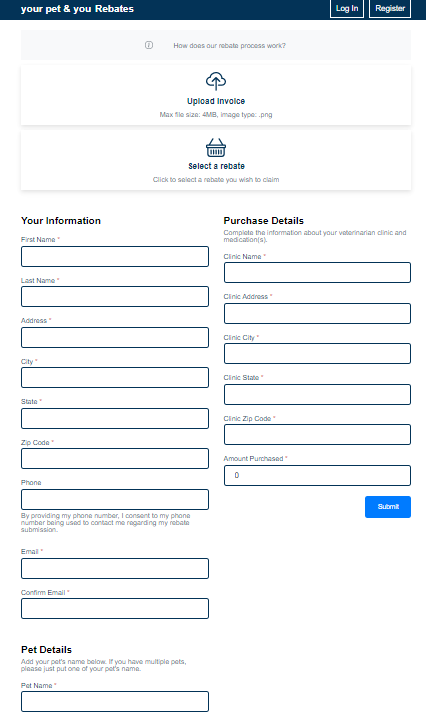 your pet & you Rebates
Log In
Register
How does our rebate process work?
Upload Invoice
Max file size: 4MB, image type: .png
Select a rebate
Click to select a rebate you wish to claim
Your Information
First Name *
Last Name *
Address *
City *
State *
Zip Code *
Phone
By providing my phone number, I consent to my phone
number being used to contact me regarding my rebate
submission.
Email *
Confirm Email *
Pet Details
Add your pet's name below. If you have multiple pets,
please just put one of your pet's name.
Pet Name *
Purchase Details
Complete the information about your veterinarian clinic and
medication(s).
Clinic Name *
Clinic Address *
Clinic City *
Clinic State *
Clinic Zip Code *
Amount Purchased *
0
Submit